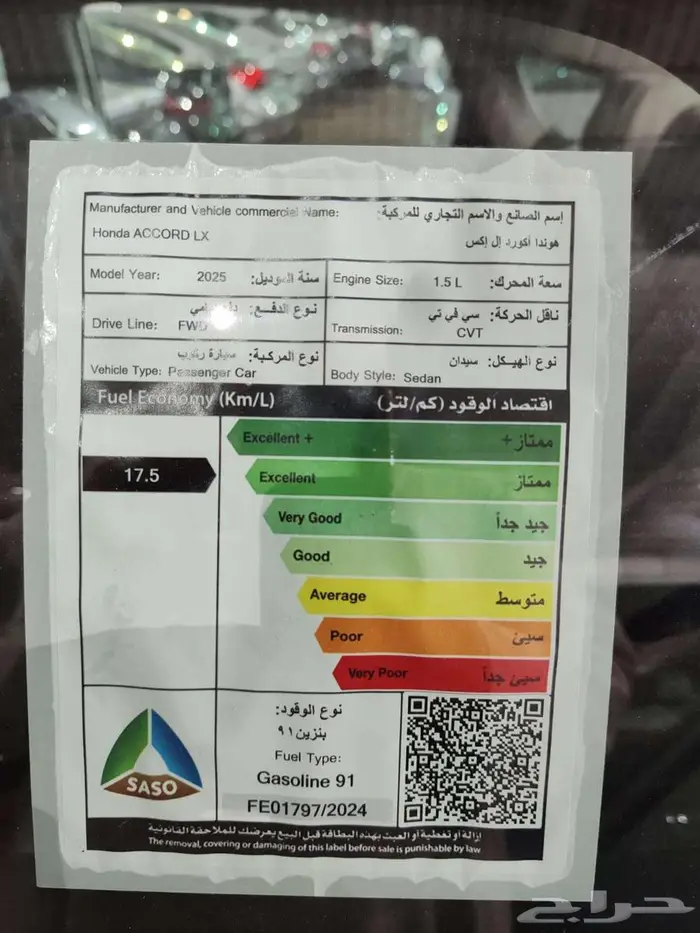 Manufacturer and Vehicle commercial Name: إسم الصانع والاسم التجاري للمركبة:
Honda ACCORD LX هوندا أكورد إل إكس
Model Year: 2025 سنة الموديل: Engine Size: 1.5 L سعة المحرك:
نوع الدفع: ناقل الحركة: سي في تي
Drive Line: FWD Transmission: CVT
نوع المركبة: سيارة ركوب نوع الهيكل: سيدان
Vehicle Type: Passenger Car Body Style: Sedan
Fuel Economy (Km/L) اقتصاد الوقود (كم/لتر)
Excellent + ممتاز+
17.5 Excellent ممتاز
Very Good جيد جداً
Good جيد
Average متوسط
Poor سيئ
Very Poor سيئ جداً
نوع الوقود:
بنزين ٩١
Fuel Type:
Gasoline 91
SASO
FE01797/2024
إزالة أو تغطية أو العبث بهذه البطاقة قبل البيع يعرضك للملاحقة القانونية
The removal, covering or damaging of this label before sale is punishable by law
حراج